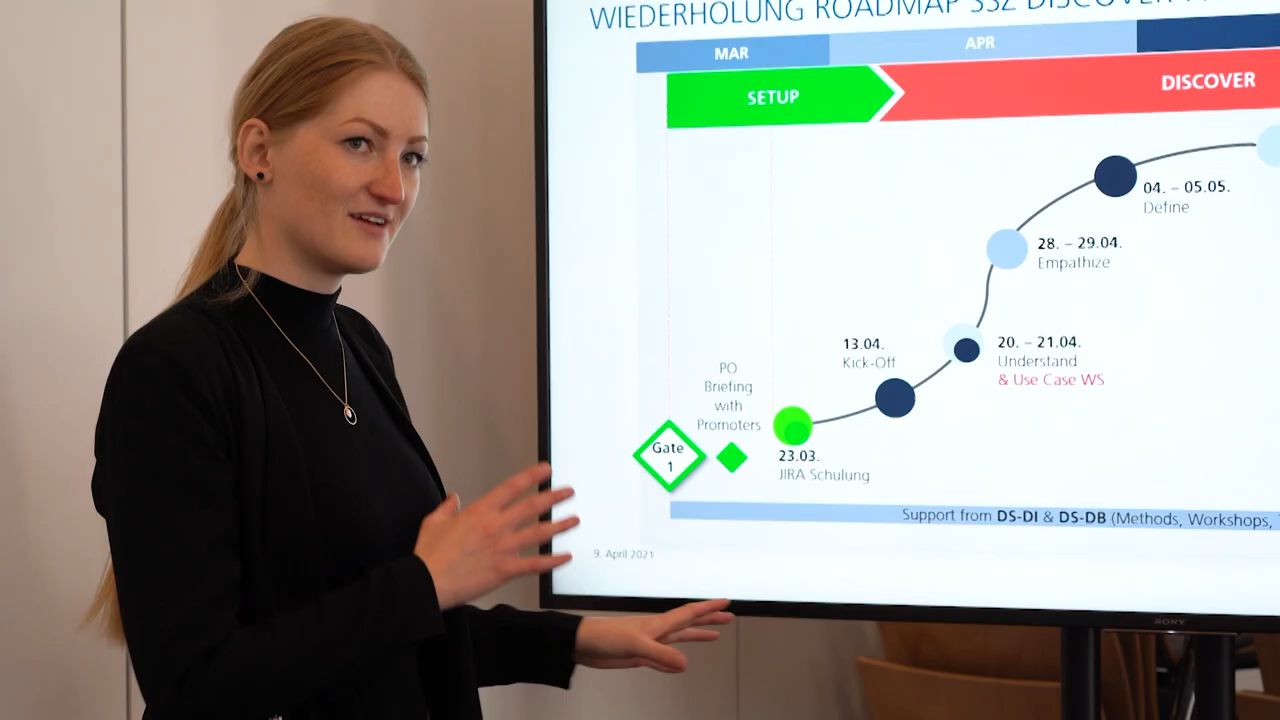 WIEDERHOLUNG ROADMAP SSZ DISCOVER
MAR
APR
SETUP
DISCOVER
04. – 05.05.
Define
28. – 29.04.
Empathize
13.04.
Kick-Off
20. – 21.04.
Understand
& Use Case WS
PO
Briefing
with
Promoters
Gate
1
23.03.
JIRA Schulung
Support from DS-DI & DS-DB (Methods, Workshops,
9. April 2021
SONY